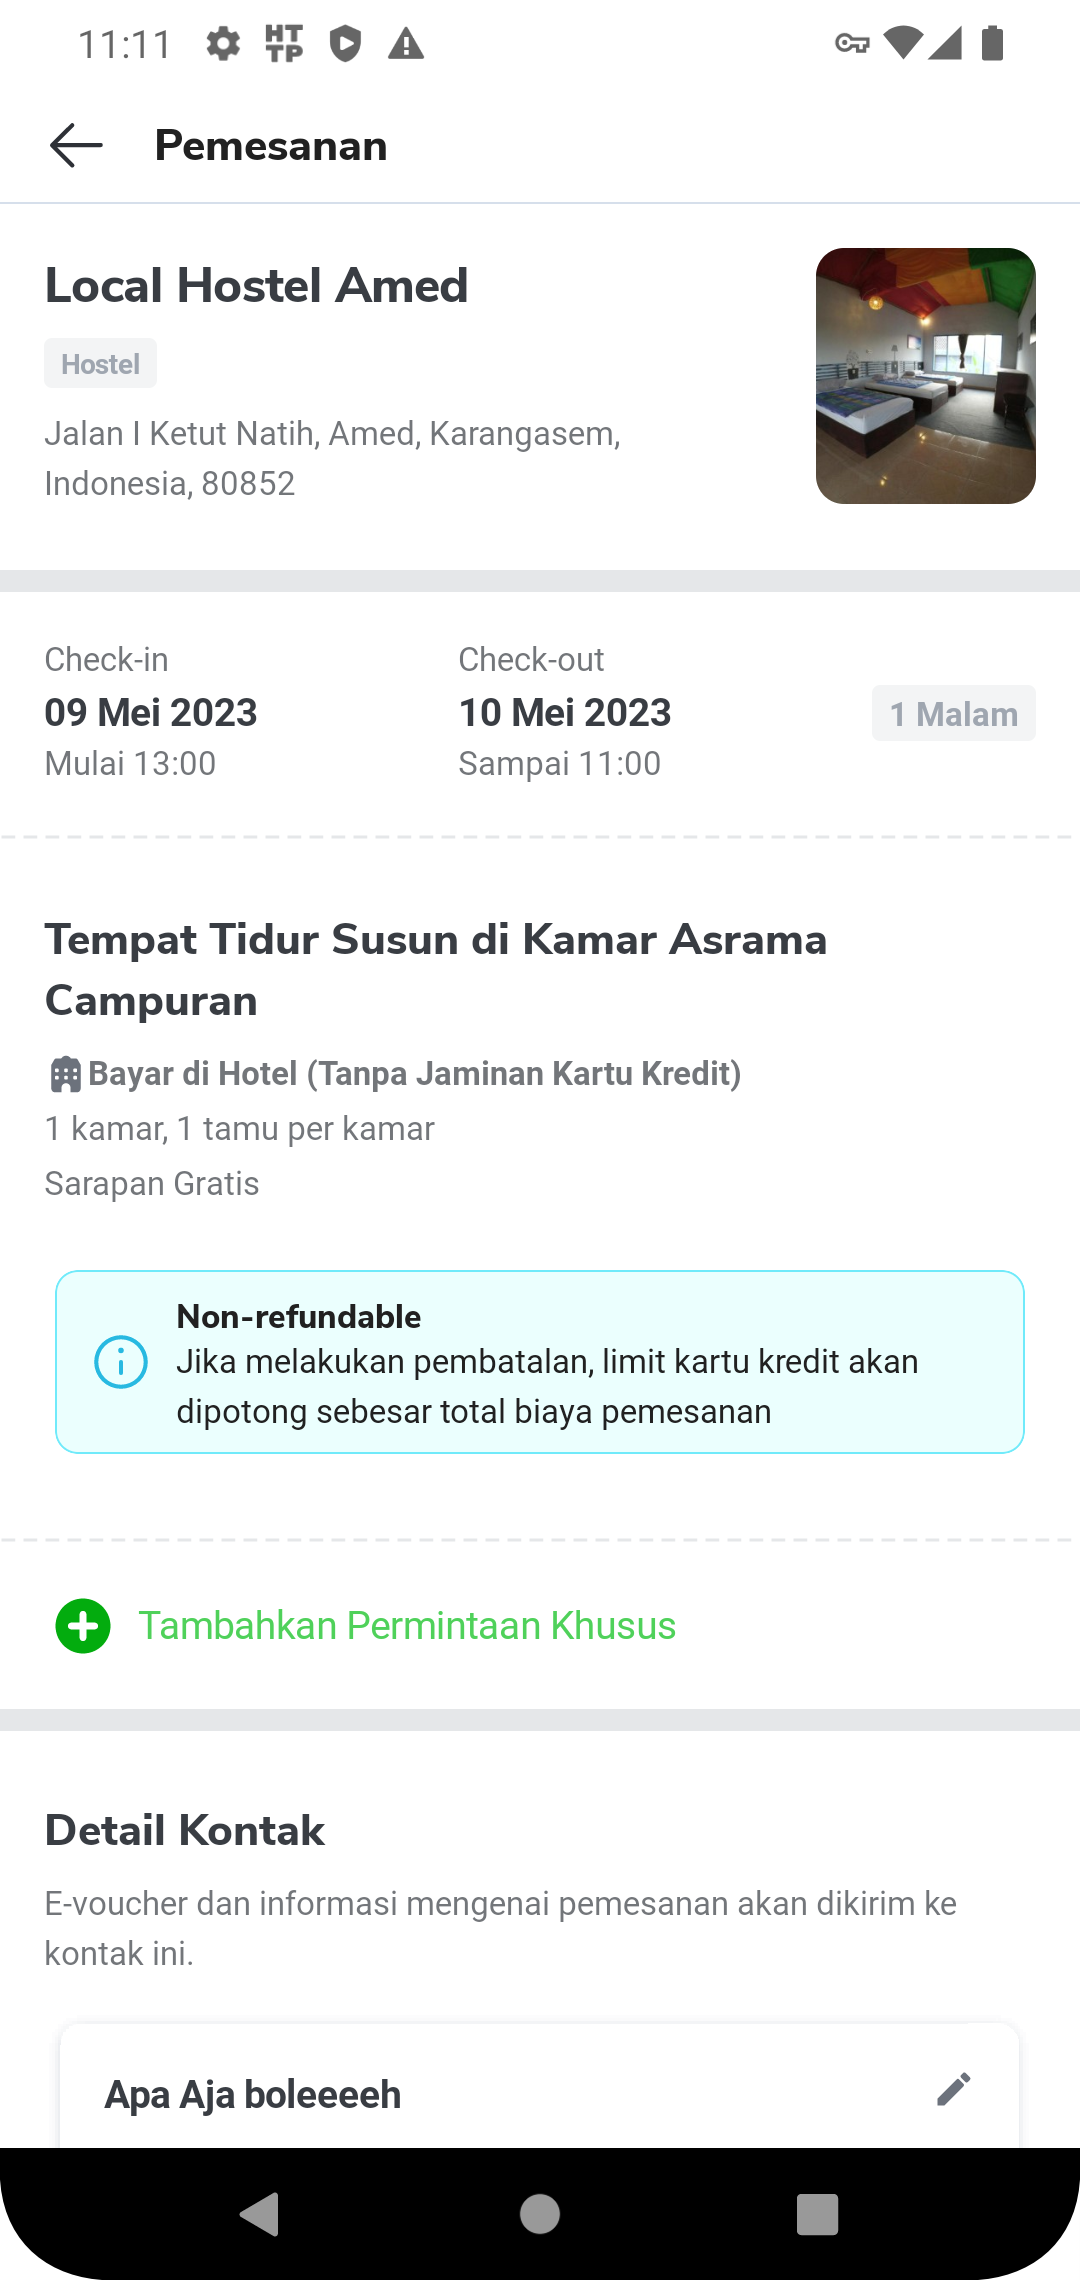 11:11
HT
TP
Pemesanan
Local Hostel Amed
Hostel
Jalan I Ketut Natih, Amed, Karangasem,
Indonesia, 80852
Check-in
Check-out
09 Mei 2023
10 Mei 2023
1 Malam
Mulai 13:00
Sampai 11:00
Tempat Tidur Susun di Kamar Asrama
Campuran
Bayar di Hotel (Tanpa Jaminan Kartu Kredit)
1 kamar, 1 tamu per kamar
Sarapan Gratis
Non-refundable
Jika melakukan pembatalan, limit kartu kredit akan
dipotong sebesar total biaya pemesanan
Tambahkan Permintaan Khusus
Detail Kontak
E-voucher dan informasi mengenai pemesanan akan dikirim ke
kontak ini.
Apa Aja boleeeeh